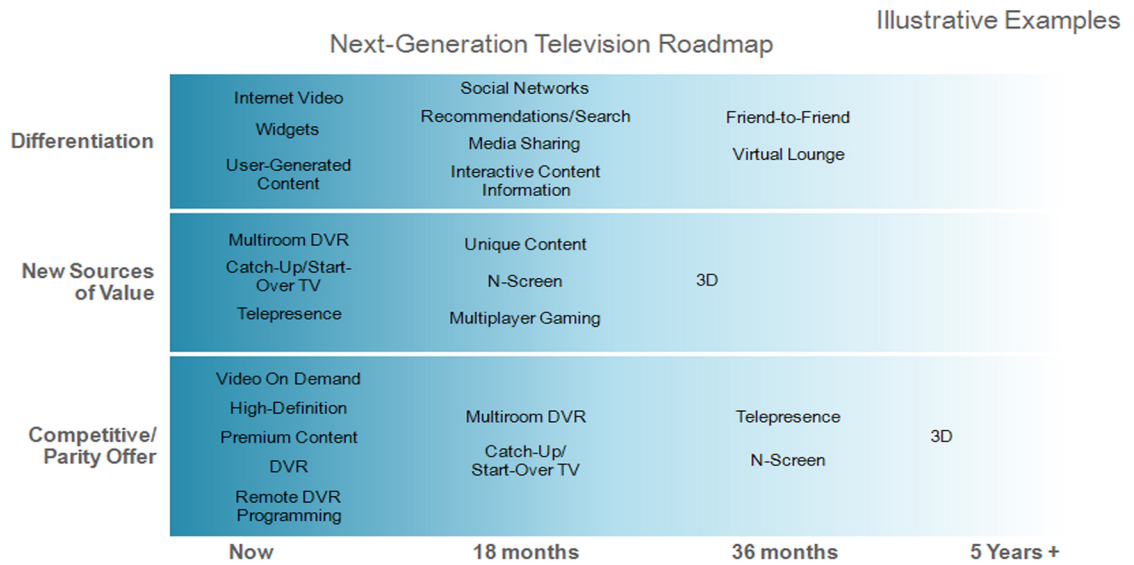 Illustrative Examples
Next-Generation Television Roadmap
Differentiation
Internet Video
Widgets
User-Generated
Content
Social Networks
Recommendations/Search
Media Sharing
Interactive Content
Information
Friend-to-Friend
Virtual Lounge
New Sources
of Value
Multiroom DVR
Catch-Up/Start-
Over TV
Telepresence
Unique Content
N-Screen
Multiplayer Gaming
3D
Competitive/
Parity Offer
Video On Demand
High-Definition
Premium Content
DVR
Remote DVR
Programming
Multiroom DVR
Catch-Up/
Start-Over TV
Telepresence
N-Screen
3D
Now
18 months
36 months
5 Years +